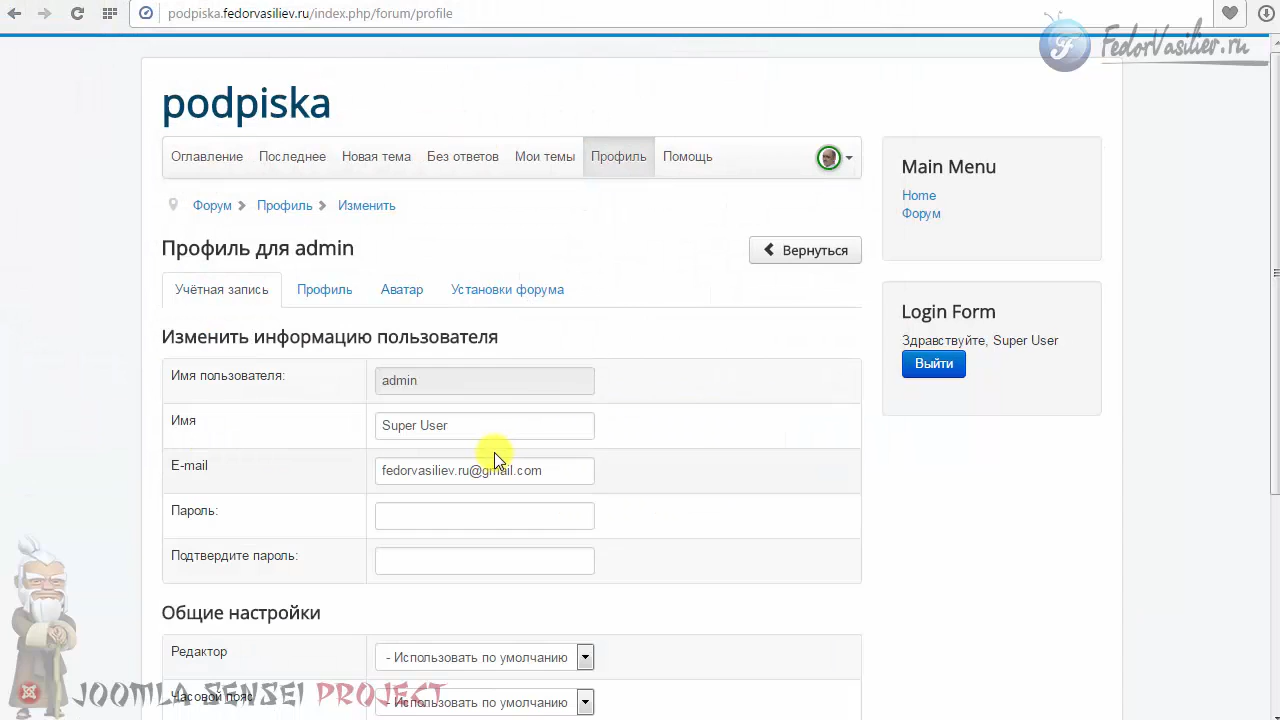 podpiska.fedorvasiliev.ru/index.php/forum/profile
FedorVasiliev.ru
podpiska
Оглавление Последнее Новая тема Без ответов Мои темы Профиль Помощь
Форум Профиль Изменить
Профиль для admin
Вернуться
Учётная запись Профиль Аватар Установки форума
Изменить информацию пользователя
Имя пользователя: admin
Имя Super User
E-mail fedorvasiliev.ru@gmail.com
Пароль:
Подтвердите пароль:
Общие настройки
Редактор - Использовать по умолчанию
Часовой пояс - Использовать по умолчанию
Main Menu
Home
Форум
Login Form
Здравствуйте, Super User
Выйти
JOOMLA SENSEI PROJECT